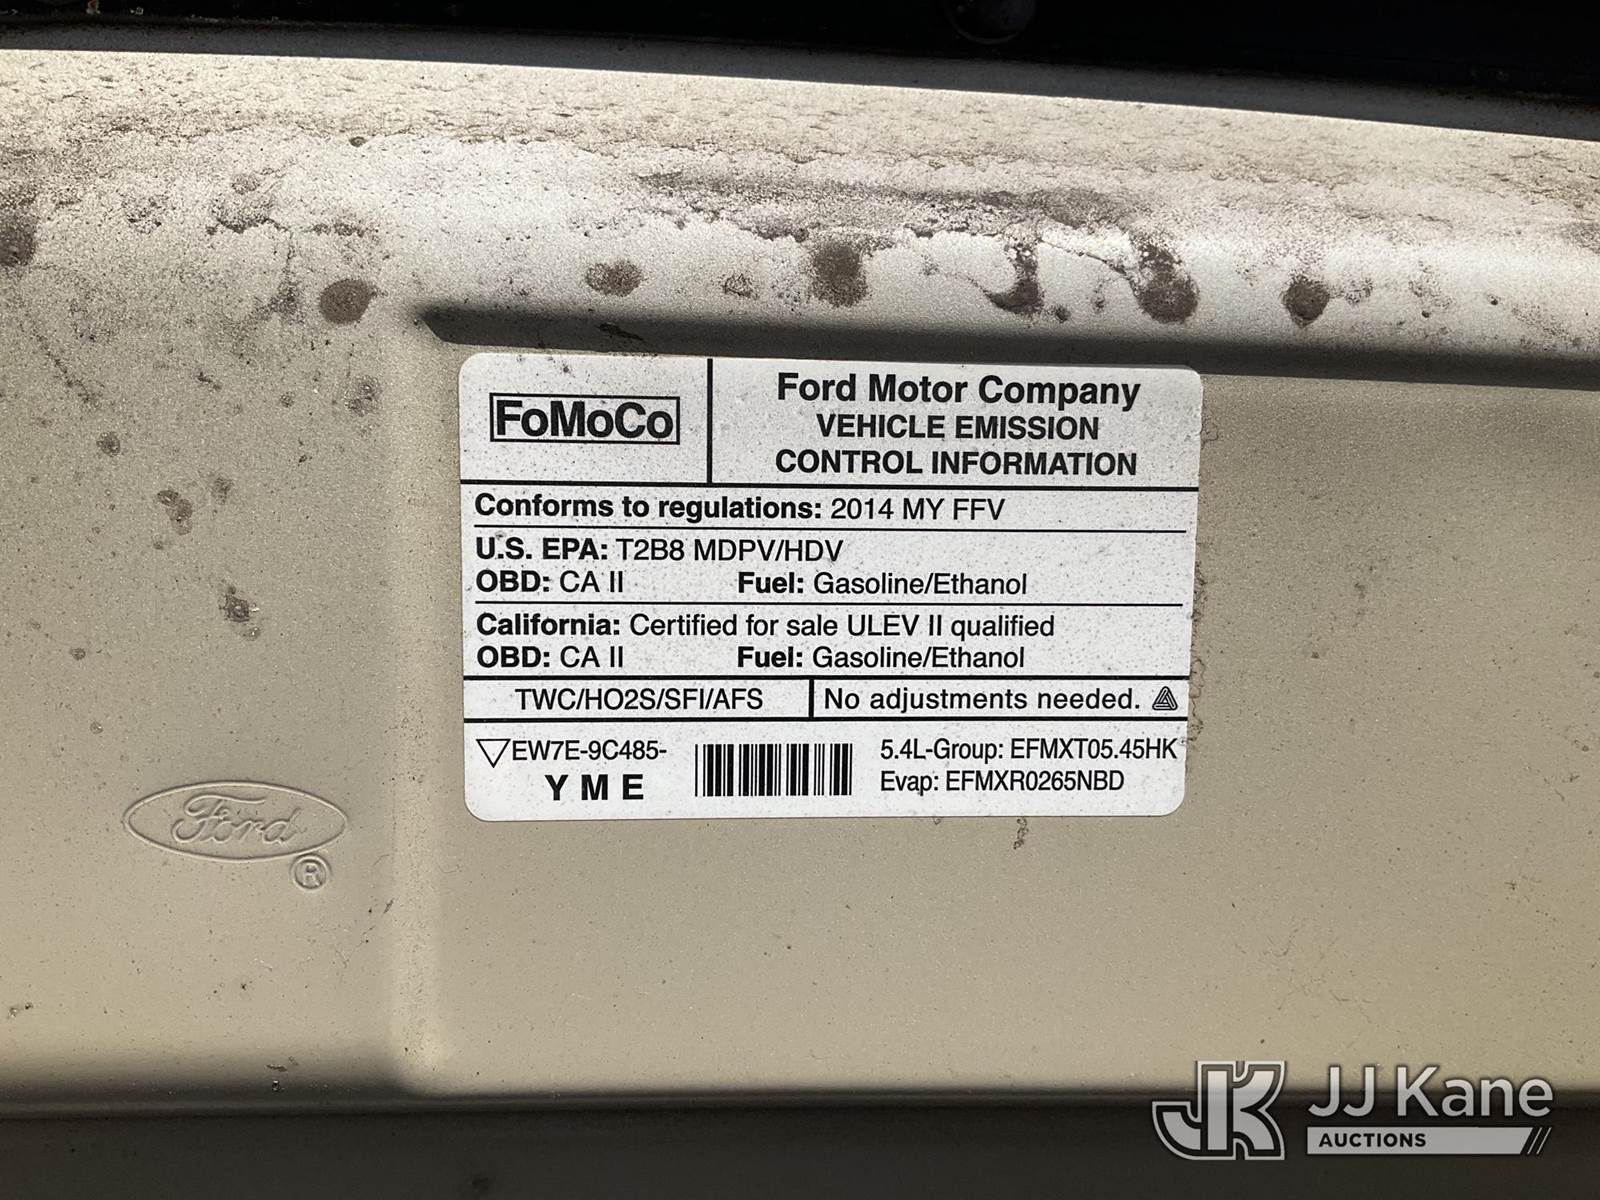 FoMoCo
Ford Motor Company
VEHICLE EMISSION
CONTROL INFORMATION
Conforms to regulations: 2014 MY FFV
U.S. EPA: T2B8 MDPV/HDV
OBD: CA II Fuel: Gasoline/Ethanol
California: Certified for sale ULEV II qualified
OBD: CA II Fuel: Gasoline/Ethanol
TWC/HO2S/SFI/AFS No adjustments needed.
EW7E-9C485-
Y M E
5.4L-Group: EFMXT05.45HK
Evap: EFMXR0265NBD
Ford
®
JK JJ Kane
AUCTIONS